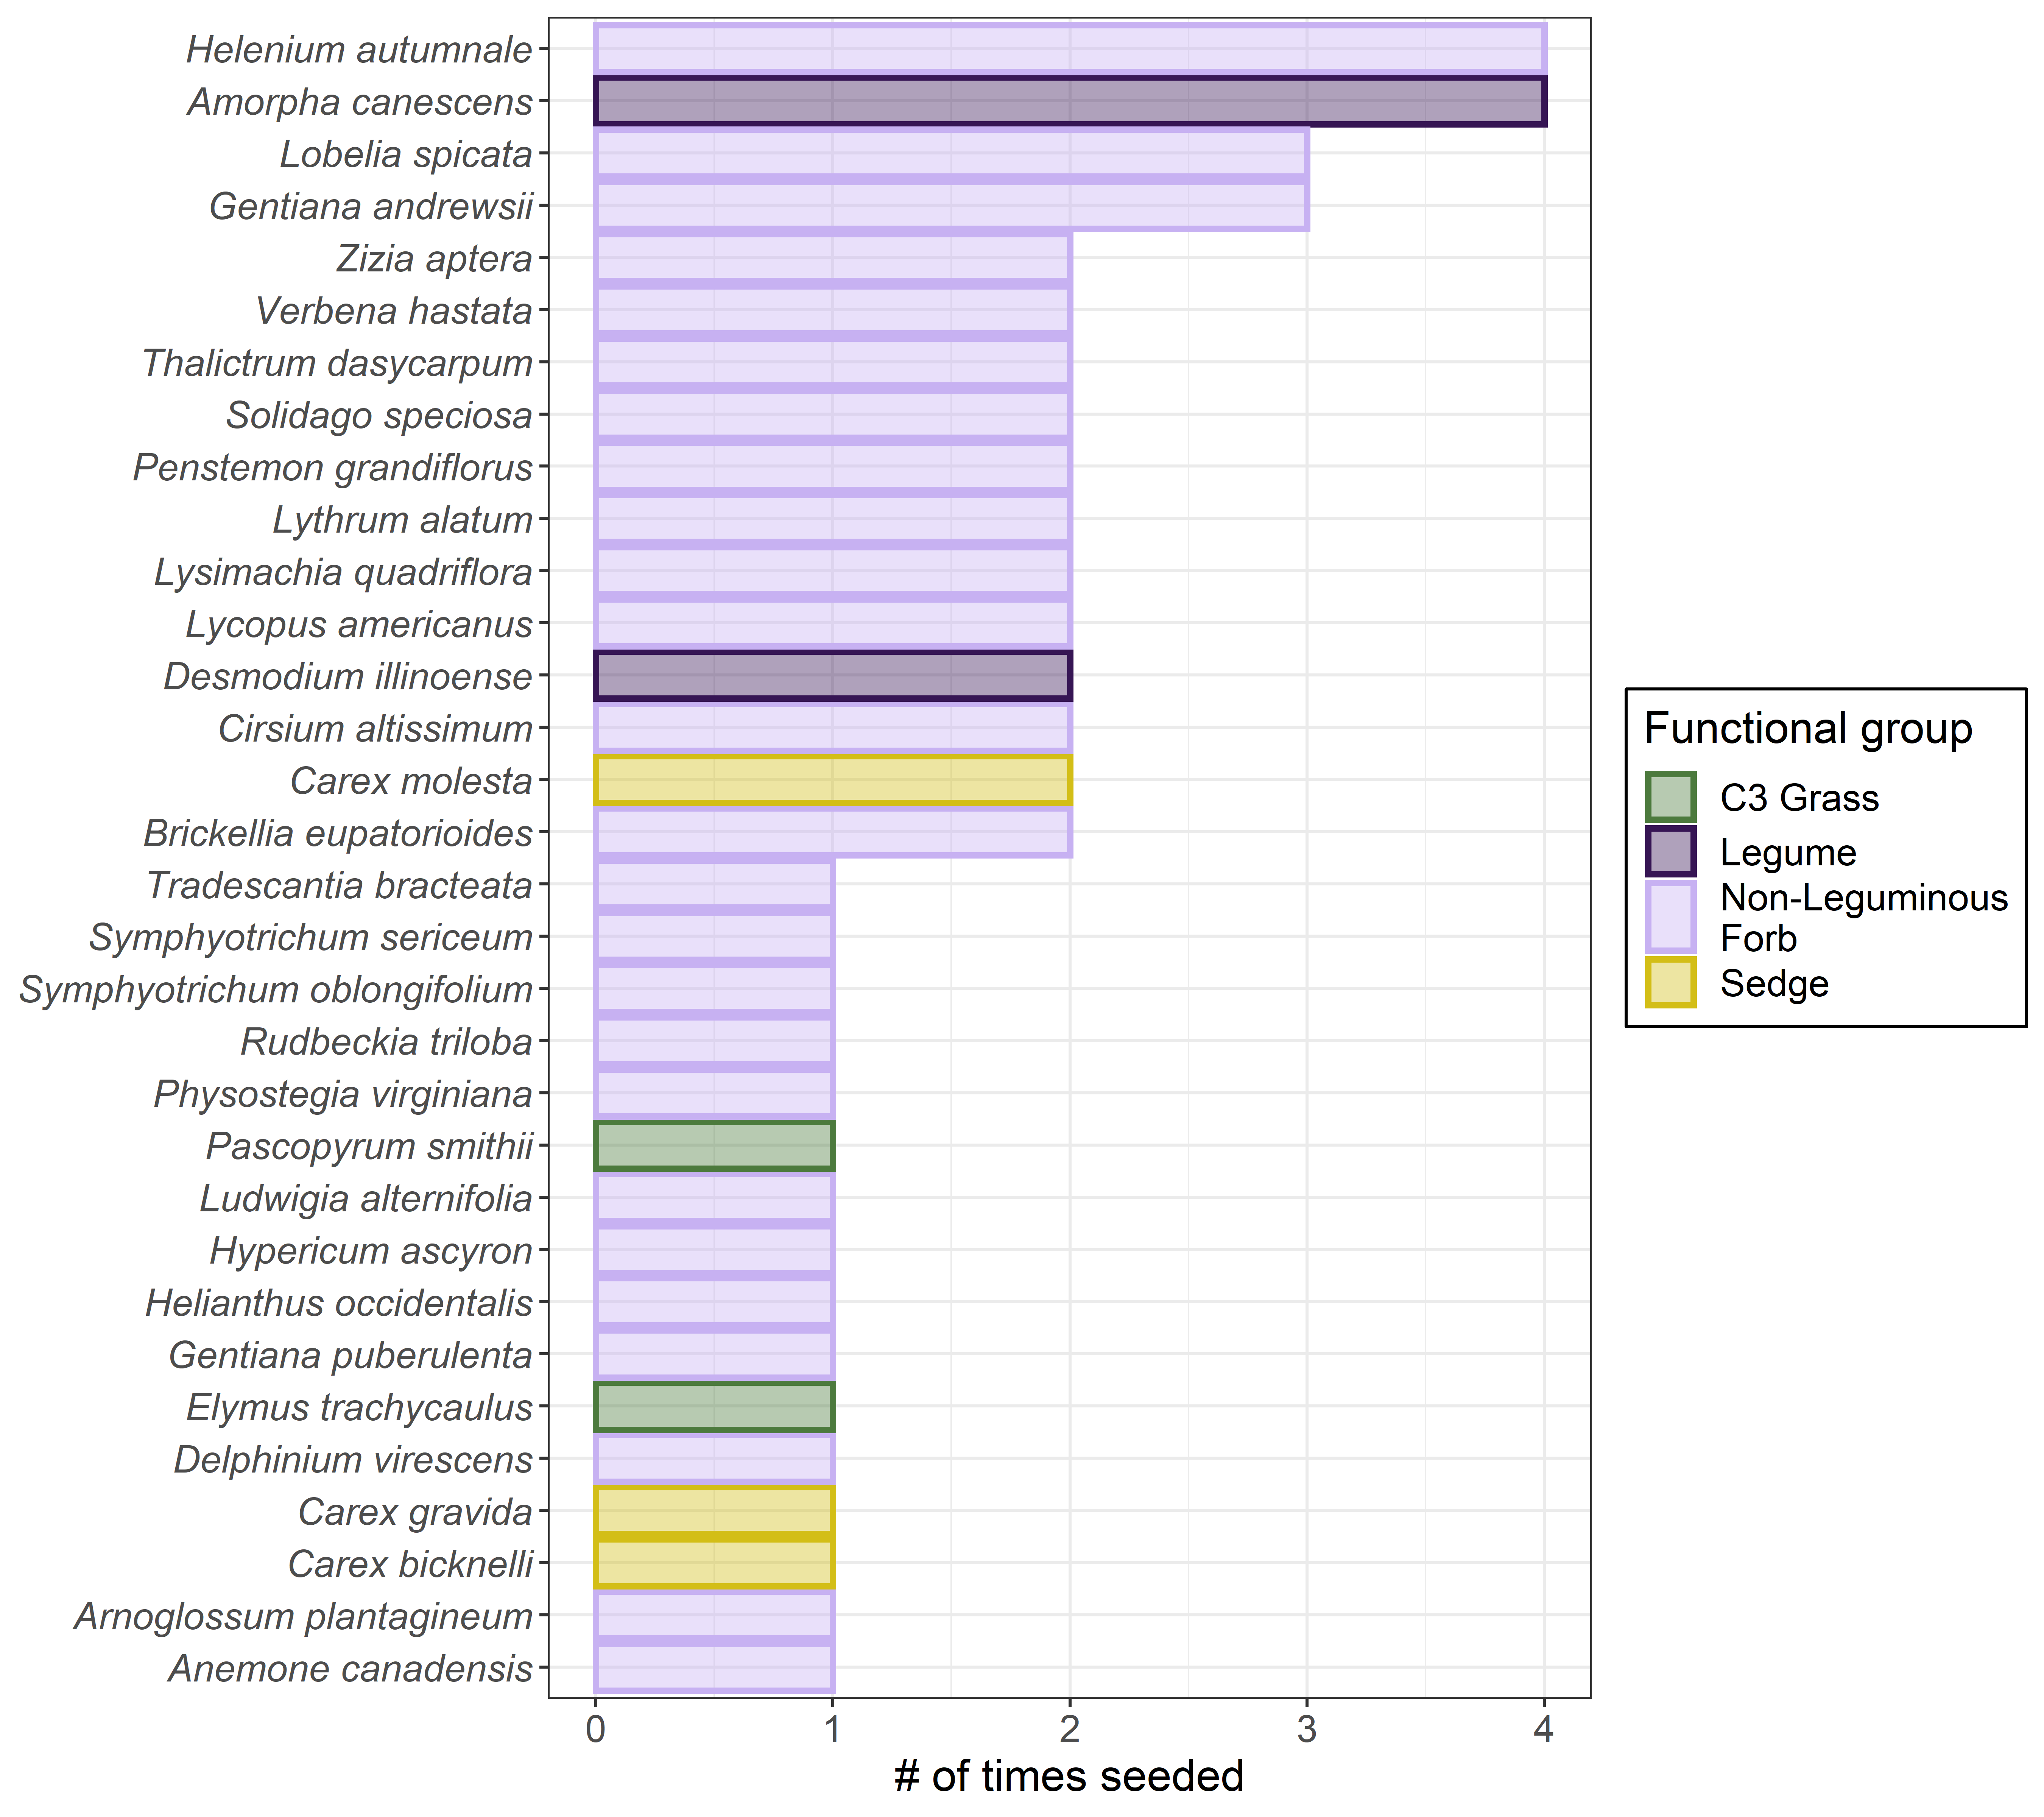 Helenium autumnale
Amorpha canescens
Lobelia spicata
Gentiana andrewsii
Zizia aptera
Verbena hastata
Thalictrum dasycarpum
Solidago speciosa
Penstemon grandiflorus
Lythrum alatum
Lysimachia quadriflora
Lycopus americanus
Desmodium illinoense
Cirsium altissimum
Carex molesta
Brickellia eupatorioides
Tradescantia bracteata
Symphyotrichum sericeum
Symphyotrichum oblongifolium
Rudbeckia triloba
Physostegia virginiana
Pascopyrum smithii
Ludwigia alternifolia
Hypericum ascyron
Helianthus occidentalis
Gentiana puberulenta
Elymus trachycaulus
Delphinium virescens
Carex gravida
Carex bicknelli
Arnoglossum plantagineum
Anemone canadensis
0 1 2 3 4
# of times seeded
Functional group
C3 Grass
Legume
Non-Leguminous
Forb
Sedge